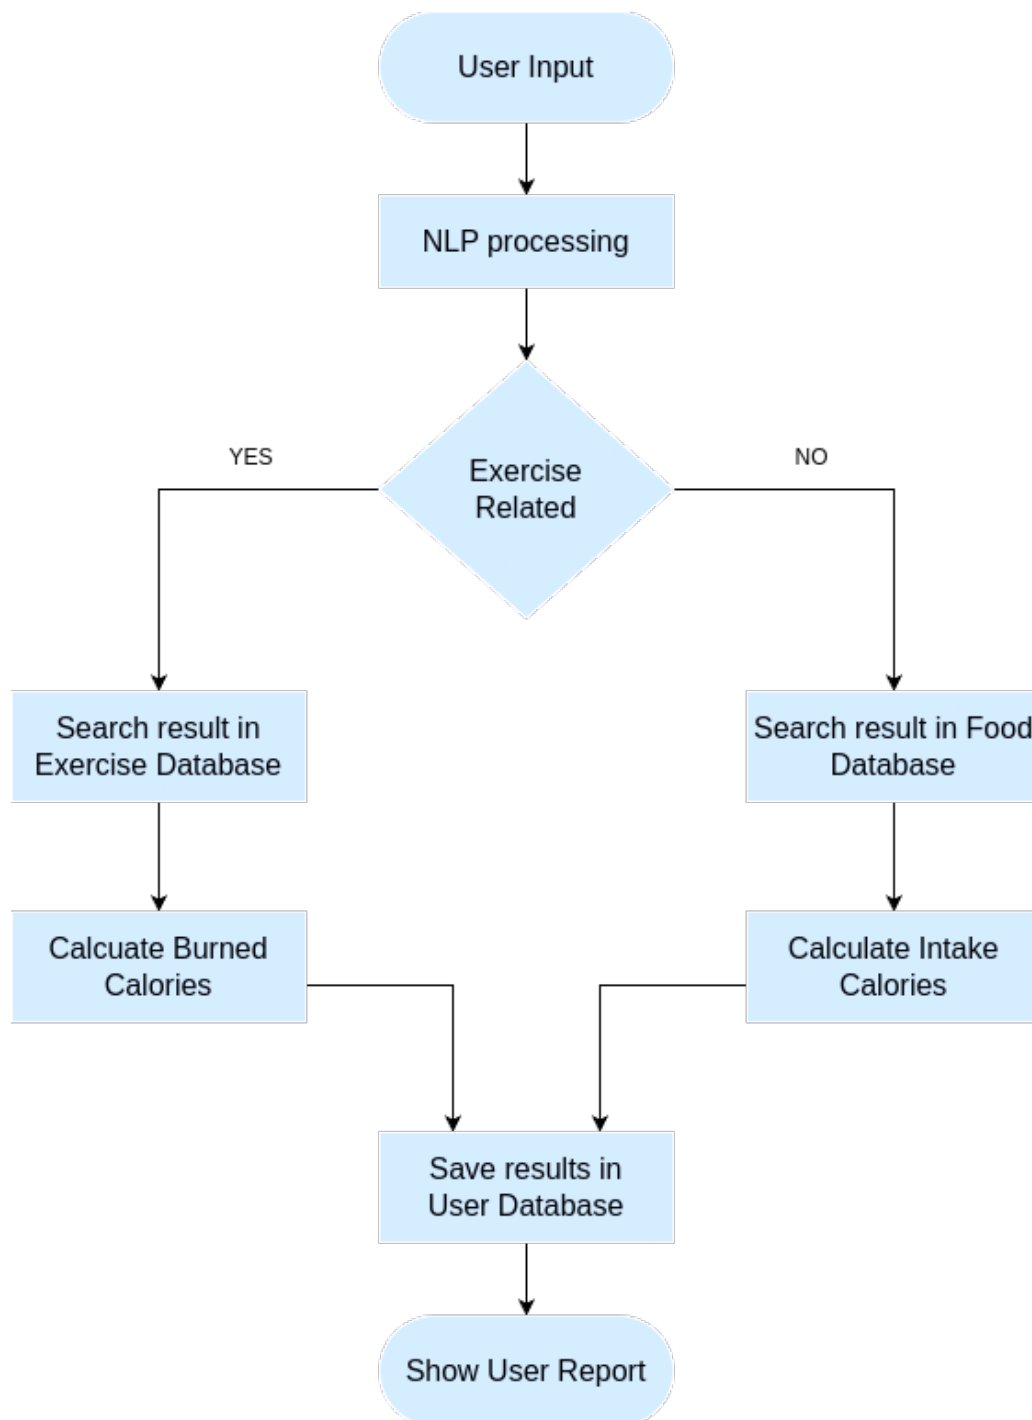 User Input
NLP processing
Exercise
Related
YES
NO
Search result in
Exercise Database
Search result in Food
Database
Calcuate Burned
Calories
Calculate Intake
Calories
Save results in
User Database
Show User Report